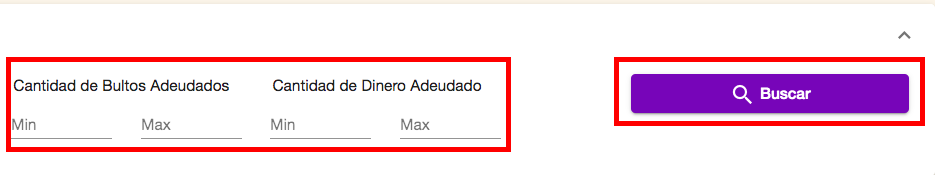 Cantidad de Bultos Adeudados Cantidad de Dinero Adeudado
Min Max Min Max
Buscar